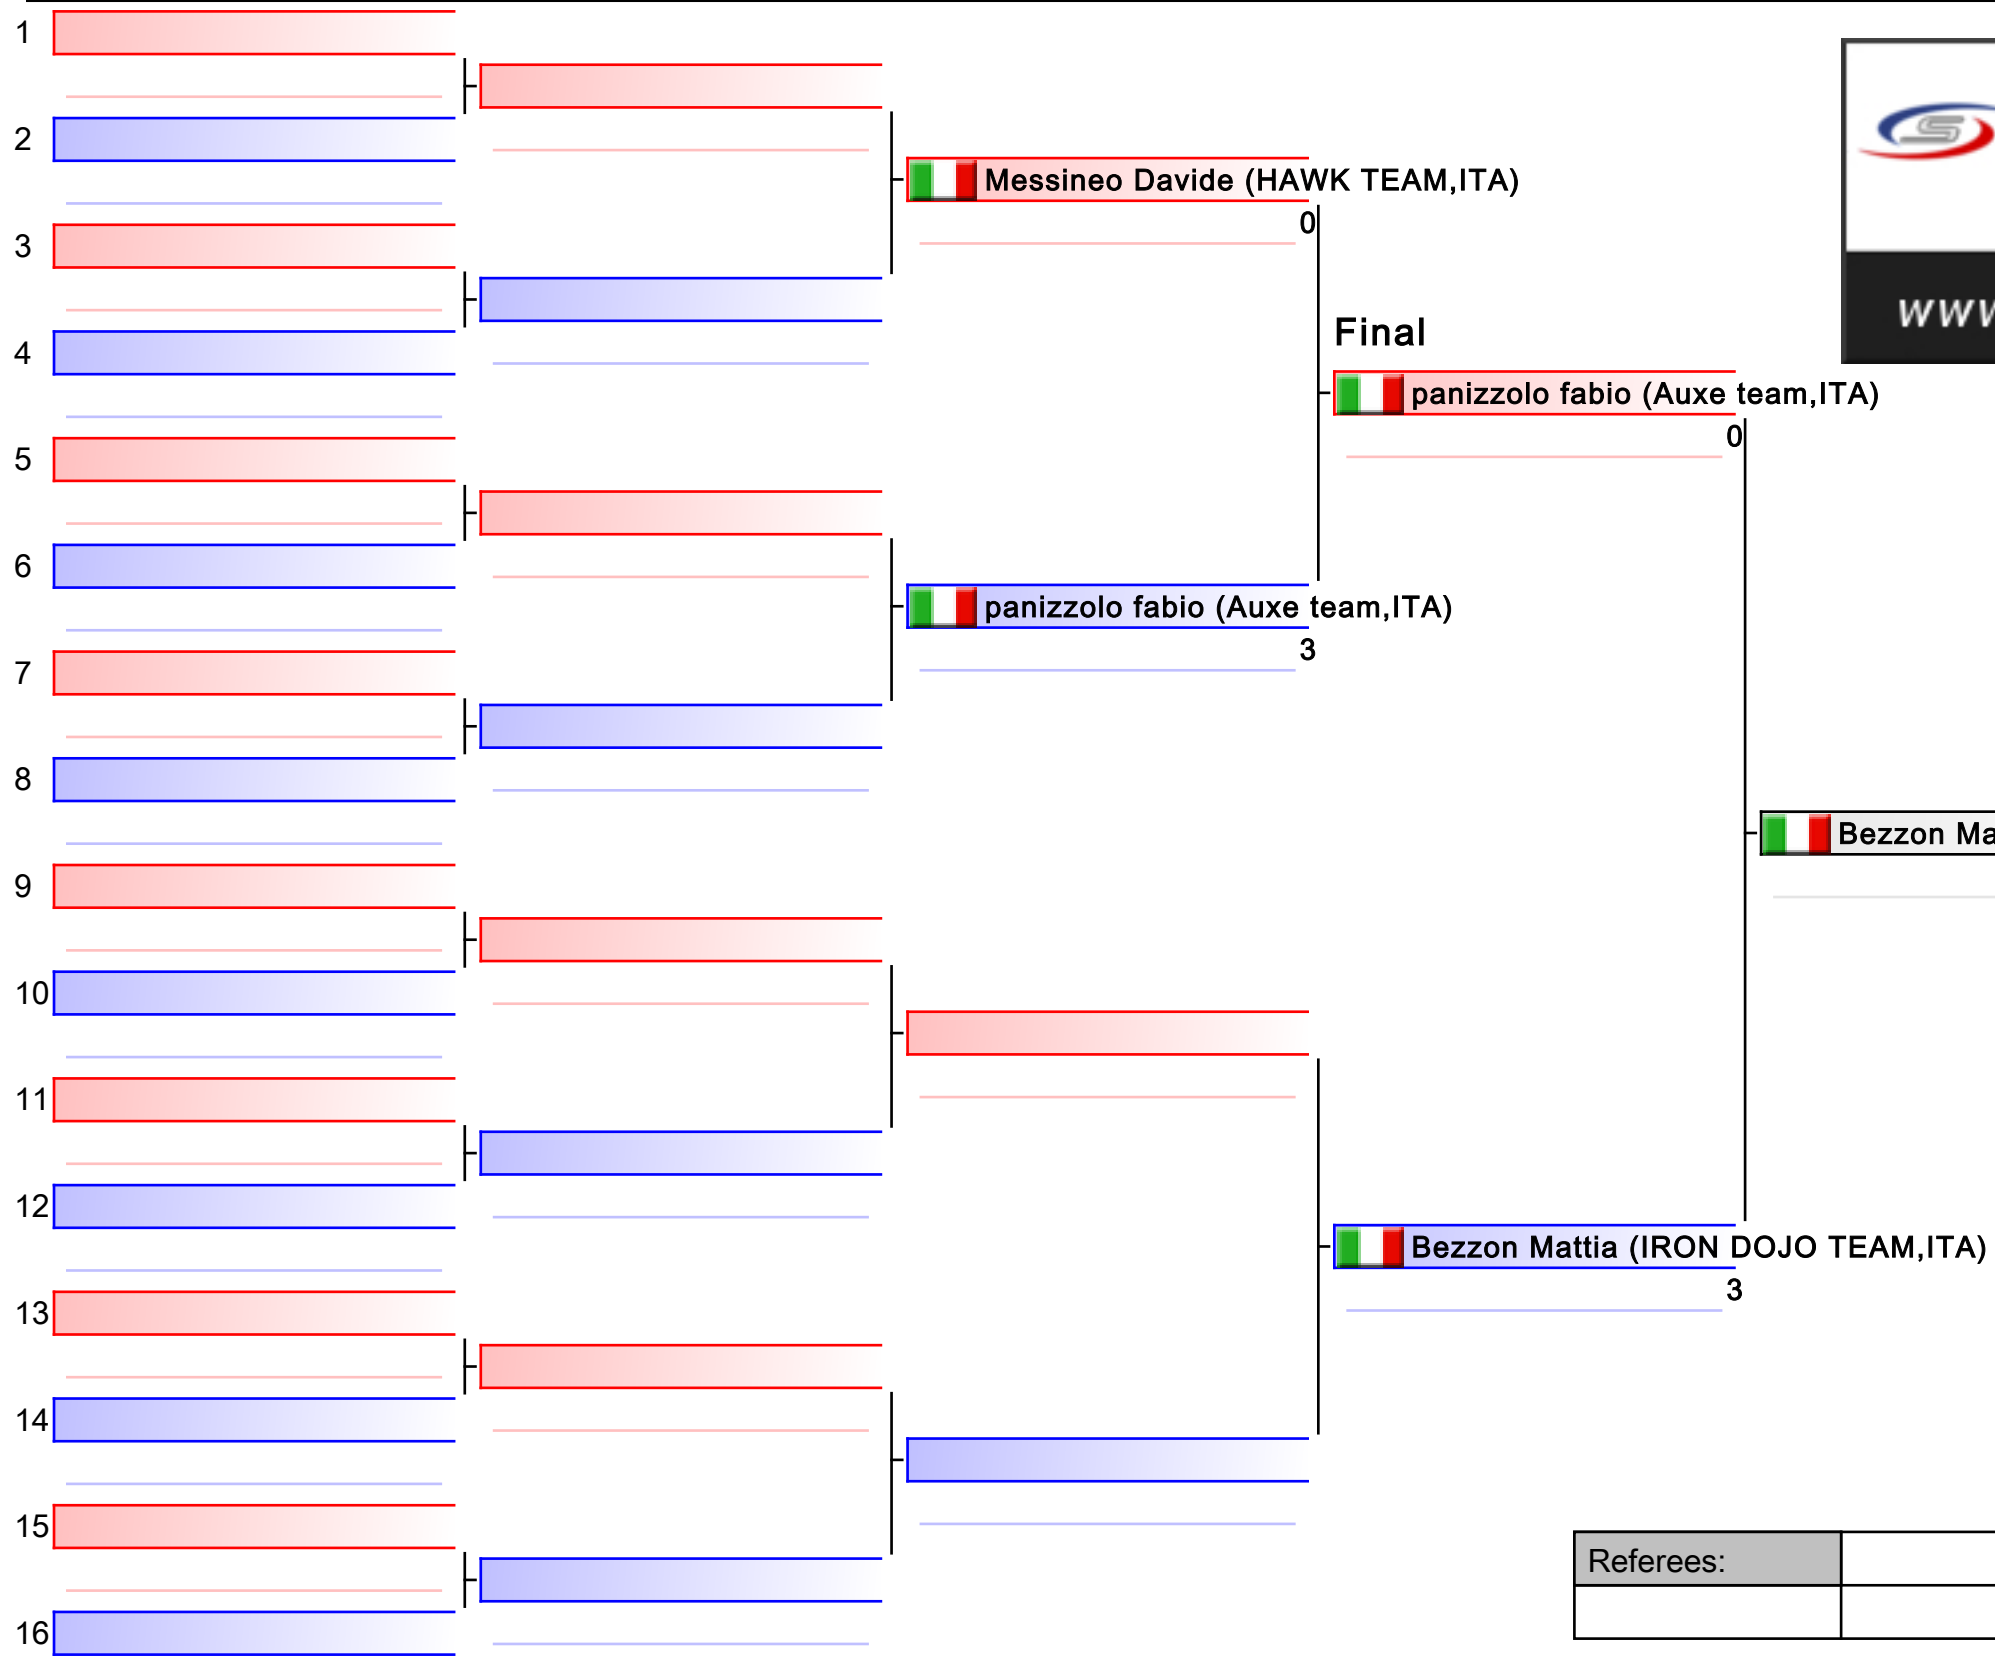 1
2
Messineo Davide (HAWK TEAM,ITA)
0
3
WWW
Final
4
panizzolo fabio (Auxe team,ITA)
0
5
6
panizzolo fabio (Auxe team,ITA)
3
7
8
Bezzon Ma
9
10
11
12
Bezzon Mattia (IRON DOJO TEAM,ITA)
3
13
14
15
Referees:
16